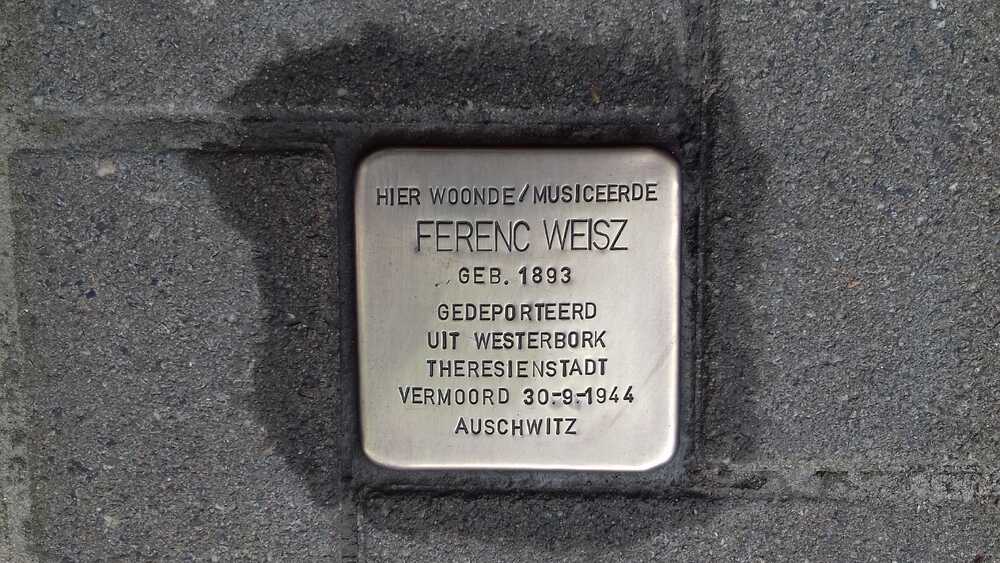 HIER WOONDE/MUSICEERDE
FERENC WEISZ
GEB. 1893
GEDEPORTEERD
UIT WESTERBORK
THERESIENSTADT
VERMOORD 30-9-1944
AUSCHWITZ